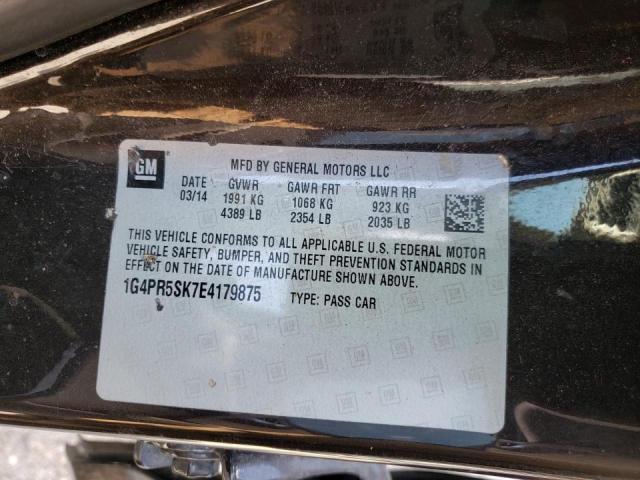 GM
MFD BY GENERAL MOTORS LLC
DATE GVWR GAWR FRT GAWR RR
03/14 1991 KG 1068 KG 923 KG
4389 LB 2354 LB 2035 LB
THIS VEHICLE CONFORMS TO ALL APPLICABLE U.S. FEDERAL MOTOR
VEHICLE SAFETY, BUMPER, AND THEFT PREVENTION STANDARDS IN
EFFECT ON THE DATE OF MANUFACTURE SHOWN ABOVE.
1G4PR5SK7E4179875 TYPE: PASS CAR